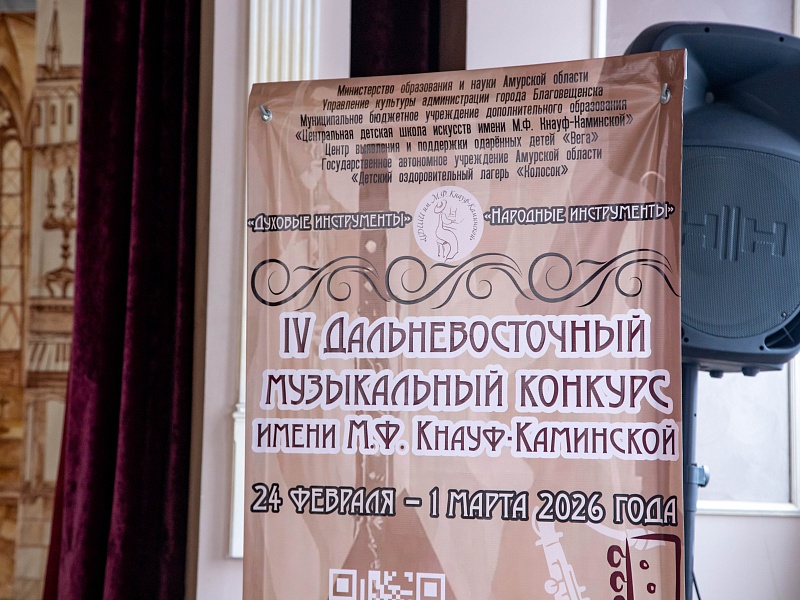 Министерство образования и науки Амурской области
Управление культуры администрации города Благовещенска
Муниципальное бюджетное учреждение дополнительного образования
«Центральная детская школа искусств имени М.Ф. Кнауф-Каминской»
Центр выявления и поддержки одарённых детей «Вега»
Государственное автономное учреждение Амурской области
«Детский оздоровительный лагерь «Колосок»
«Духовые инструменты» «Народные инструменты»
IV Дальневосточный
музыкальный конкурс
имени М.Ф. Кнауф-Каминской
24 февраля – 1 марта 2026 года